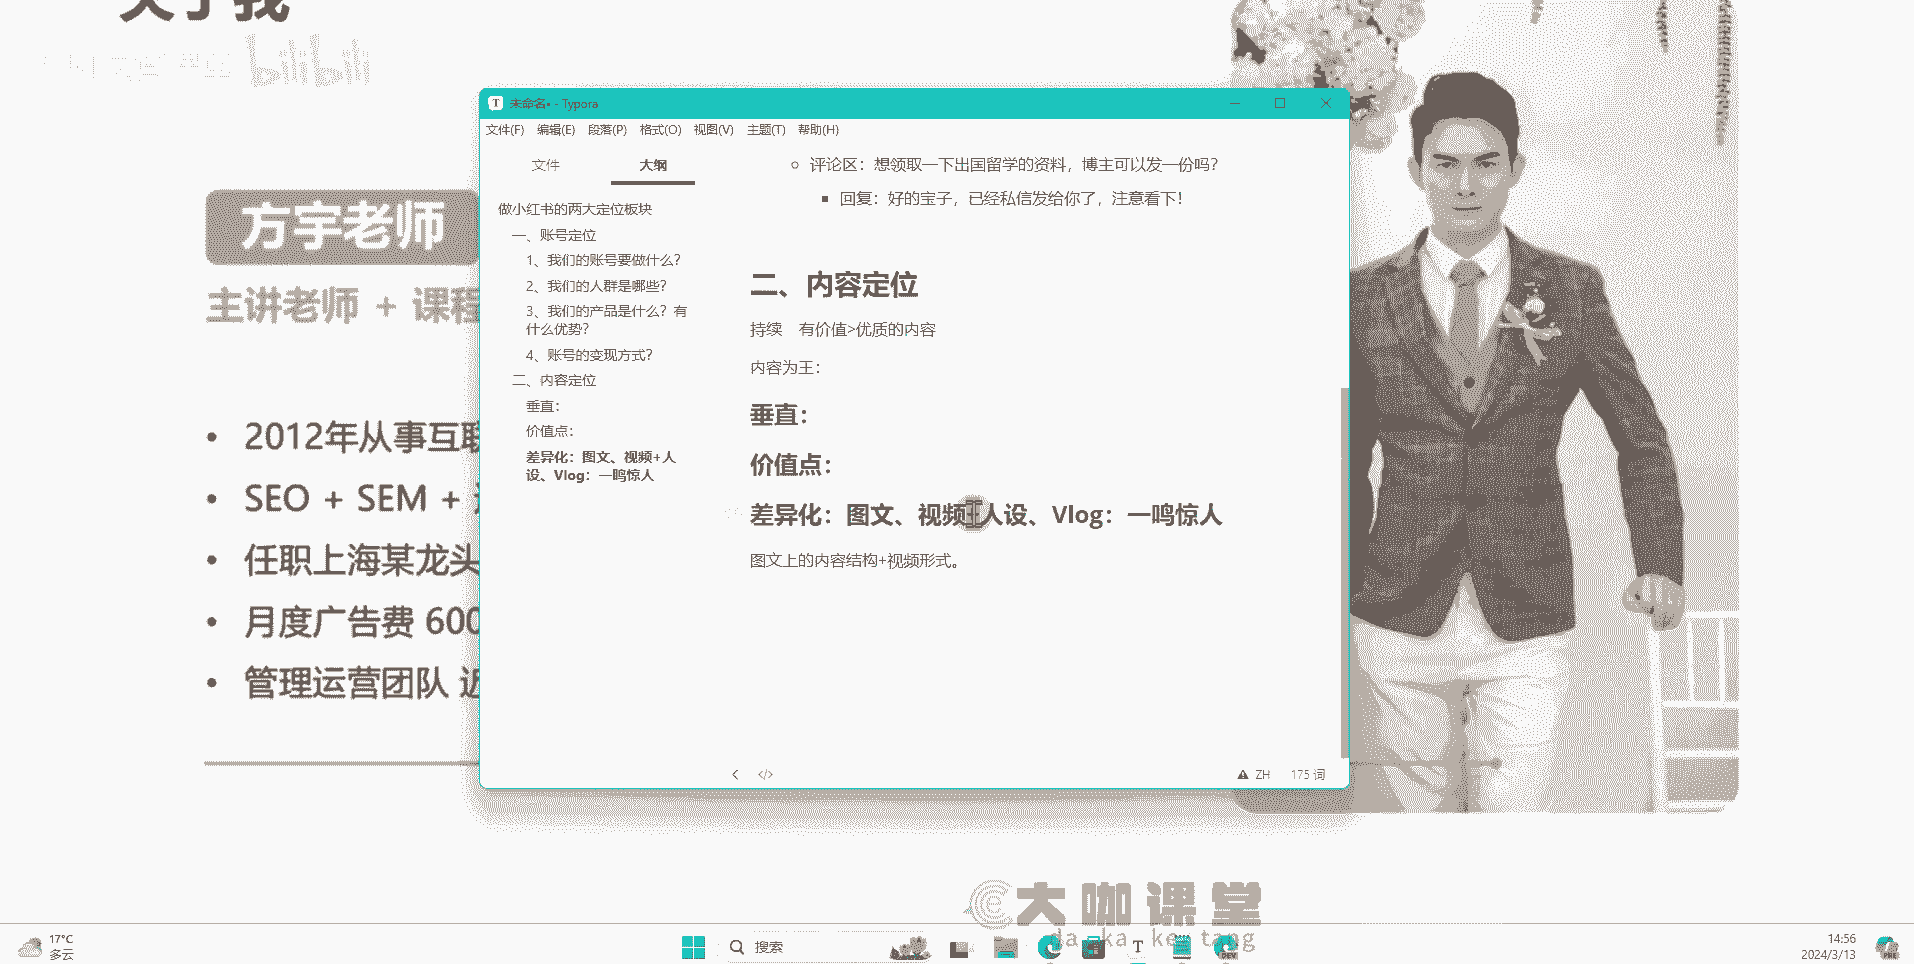 关于我
bilibili
未命名• - Typora
文件(F) 编辑(E) 段落(P) 格式(O) 视图(V) 主题(T) 帮助(H)
文件 大纲
做小红书的两大定位板块
一、账号定位
1、我们的账号要做什么?
2、我们的人群是哪些?
3、我们的产品是什么?有
什么优势?
4、账号的变现方式?
二、内容定位
垂直:
价值点:
差异化:图文、视频+人
设、Vlog:一鸣惊人
评论区:想领取一下出国留学的资料,博主可以发一份吗?
回复:好的宝子,已经私信发给你了,注意看下!
二、内容定位
持续 有价值>优质的内容
内容为王:
垂直:
价值点:
差异化:图文、视频+人设、Vlog:一鸣惊人
图文上的内容结构+视频形式。
ZH 175 词
方宇老师
主讲老师 + 课程
• 2012年从事互联
• SEO + SEM +
• 任职上海某龙头
• 月度广告费 600
• 管理运营团队 近
大咖课堂
da ka ke tang
17°C
多云
搜索
T
DEV
14:56
2024/3/13
PRE